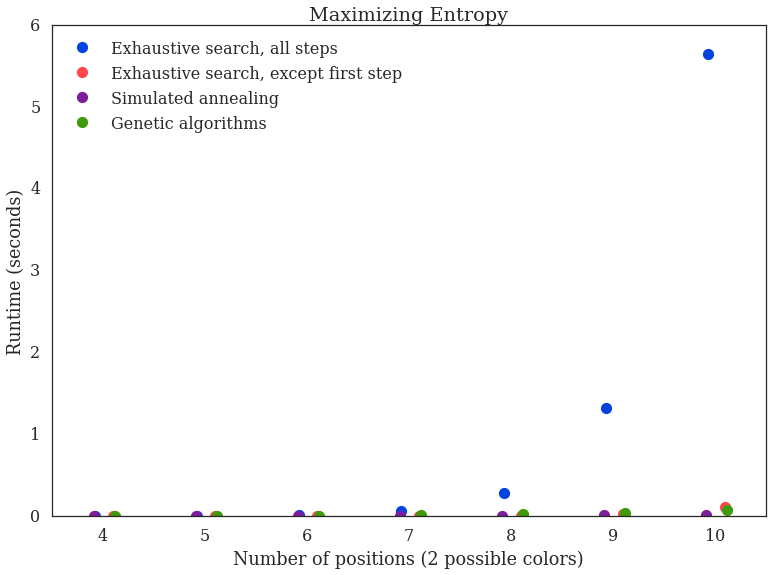 Maximizing Entropy
Exhaustive search, all steps
Exhaustive search, except first step
Simulated annealing
Genetic algorithms
Runtime (seconds)
6
5
4
3
2
1
0
4 5 6 7 8 9 10
Number of positions (2 possible colors)